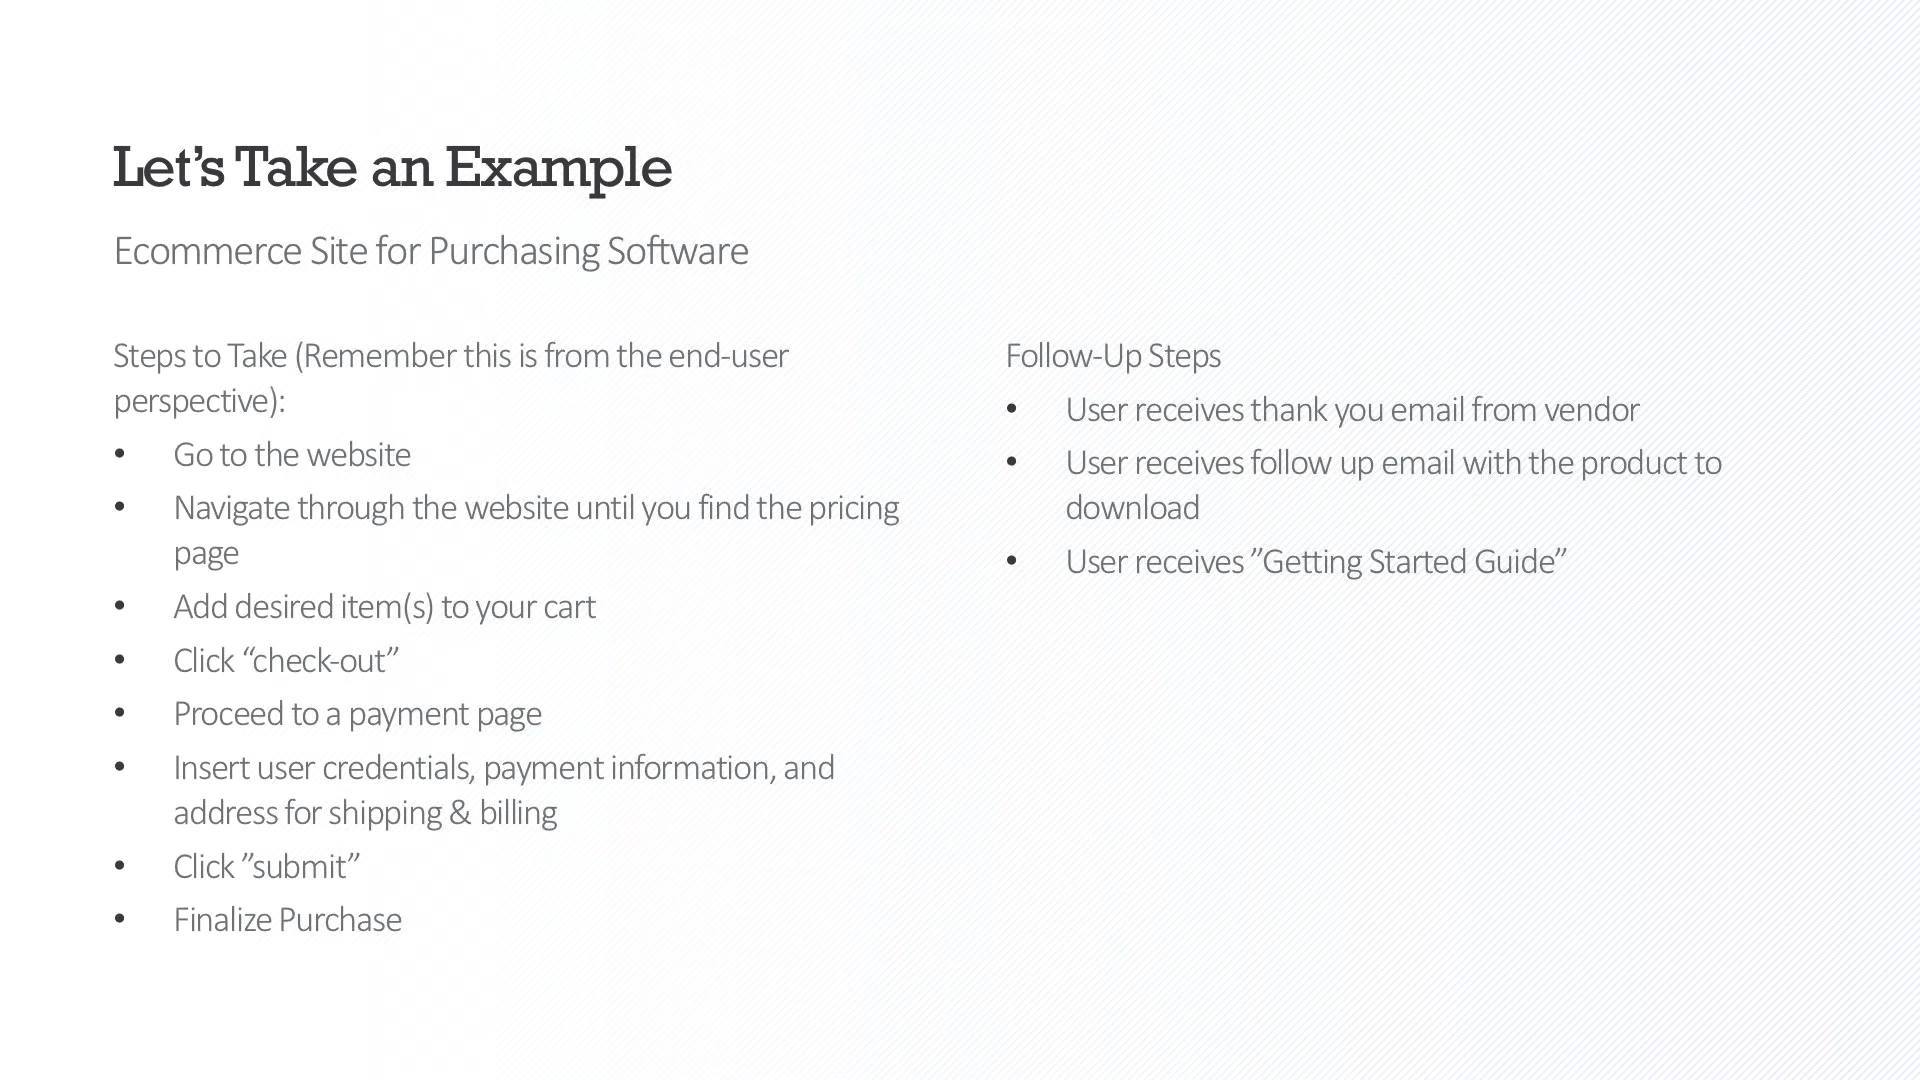 Let’s Take an Example
Ecommerce Site for Purchasing Software
Steps to Take (Remember this is from the end-user
perspective):
• Go to the website
• Navigate through the website until you find the pricing
page
• Add desired item(s) to your cart
• Click “check-out”
• Proceed to a payment page
• Insert user credentials, payment information, and
address for shipping & billing
• Click ”submit”
• Finalize Purchase
Follow-Up Steps
• User receives thank you email from vendor
• User receives follow up email with the product to
download
• User receives ”Getting Started Guide”